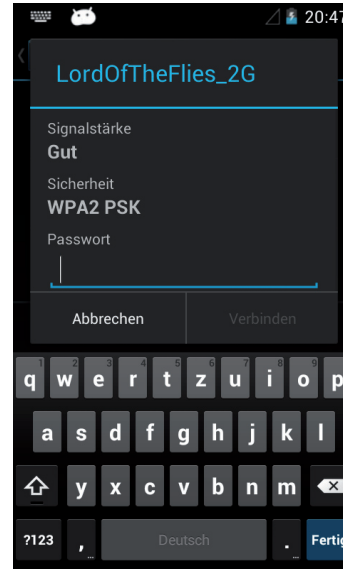 20:47
LordOfTheFlies_2G
Signalstärke
Gut
Sicherheit
WPA2 PSK
Passwort
Abbrechen Verbinden
1 2 3 4 5 6 7 8 9
q w e r t z u i o p
a s d f g h j k l
y x c v b n m
?123 , Deutsch . Fertig